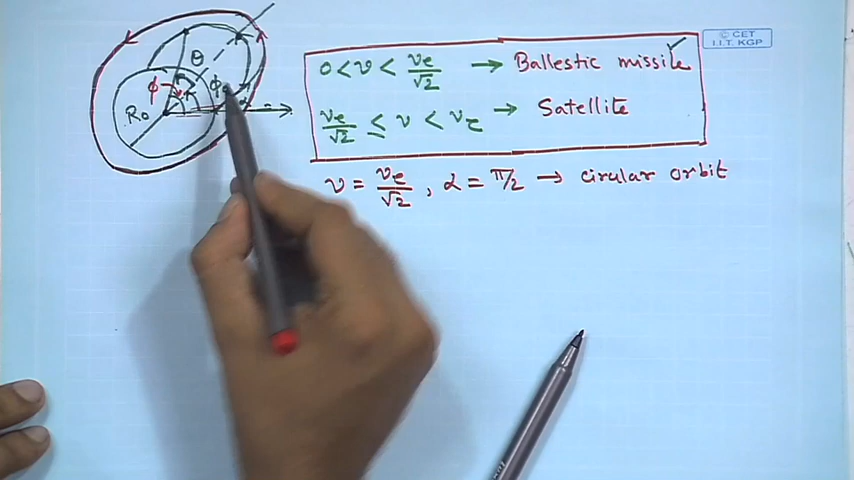 © CET
I.I.T. KGP
θ
ϕ
ϕ
R₀
α
0 < v < ve/√2 → Ballestic missile
ve/√2 ≤ v < ve → Satellite
v = ve/√2 , α = π/2 → cirular orbit